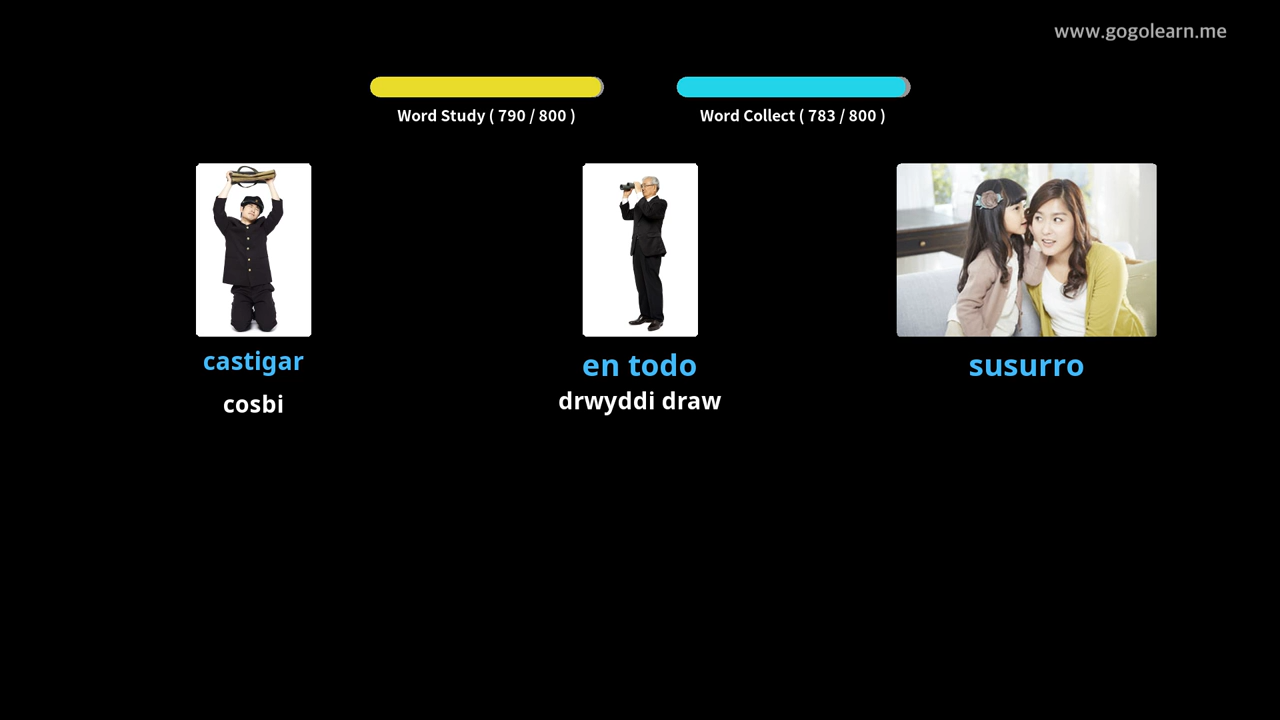 www.gogolearn.me
Word Study ( 790 / 800 )
Word Collect ( 783 / 800 )
castigar
cosbi
en todo
drwyddi draw
susurro